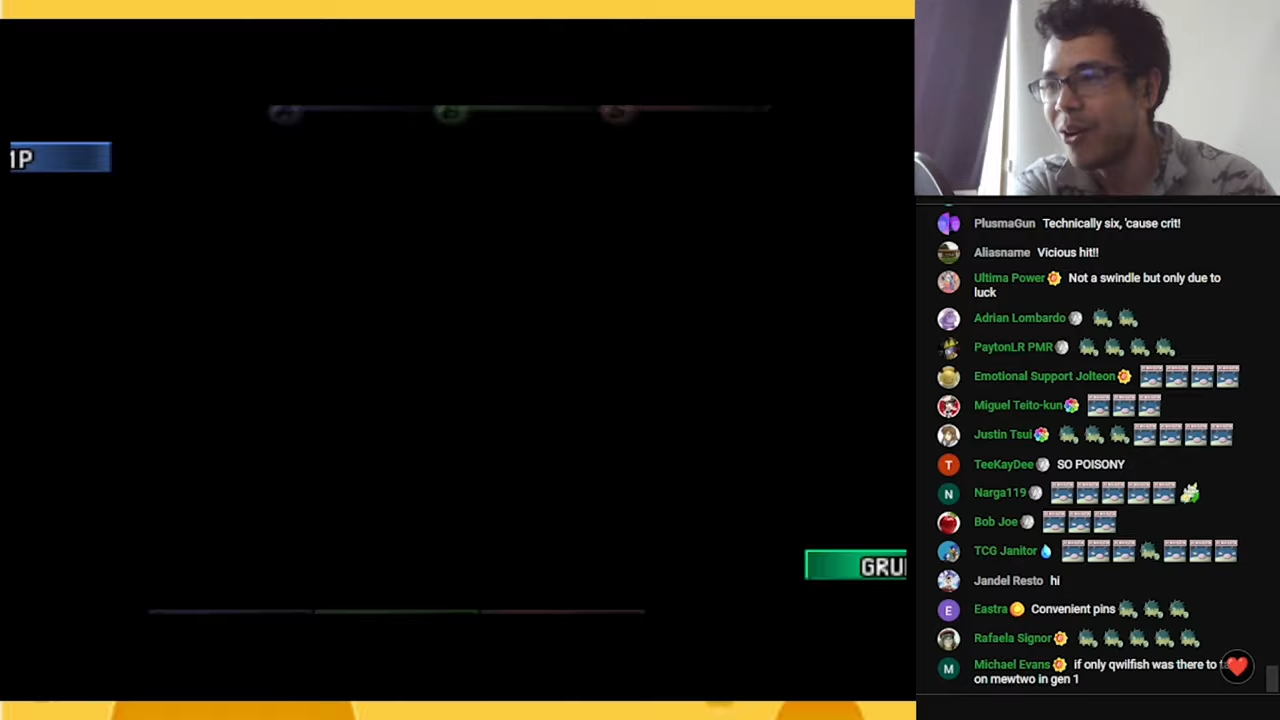 1P
GRU
PlusmaGun Technically six, 'cause crit!
Aliasname Vicious hit!!
Ultima Power Not a swindle but only due to
luck
Adrian Lombardo
PaytonLR PMR
Emotional Support Jolteon
Miguel Teito-kun
Justin Tsui
T TeeKayDee SO POISONY
N Narga119
Bob Joe
TCG Janitor
Jandel Resto hi
E Eastra Convenient pins
Rafaela Signor
M Michael Evans if only qwilfish was there to
on mewtwo in gen 1